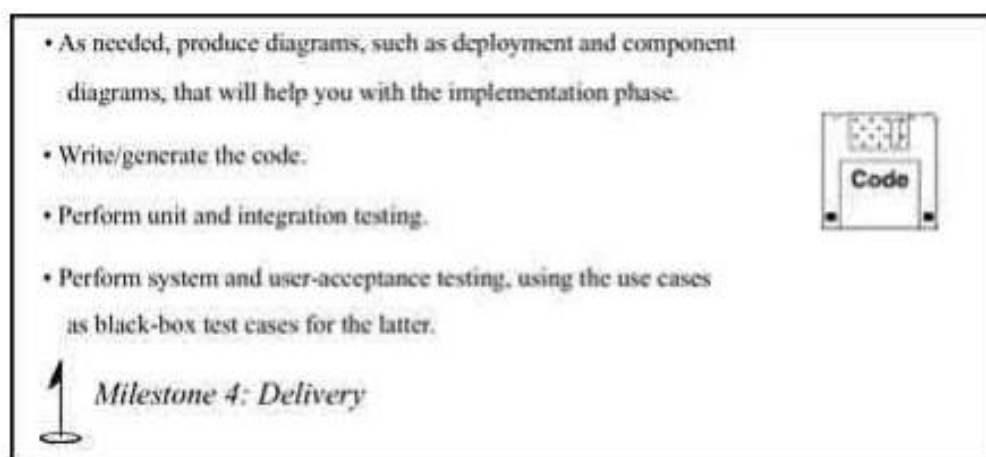 • As needed, produce diagrams, such as deployment and component
diagrams, that will help you with the implementation phase.
• Write/generate the code.
Code
• Perform unit and integration testing.
• Perform system and user-acceptance testing, using the use cases
as black-box test cases for the latter.
Milestone 4: Delivery